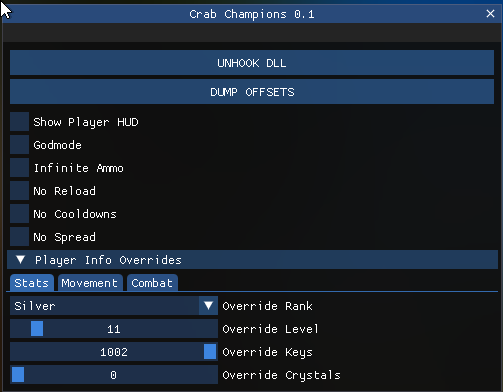 Crab Champions 0.1
UNHOOK DLL
DUMP OFFSETS
Show Player HUD
Godmode
Infinite Ammo
No Reload
No Cooldowns
No Spread
Player Info Overrides
Stats Movement Combat
Silver Override Rank
11 Override Level
1002 Override Keys
0 Override Crystals